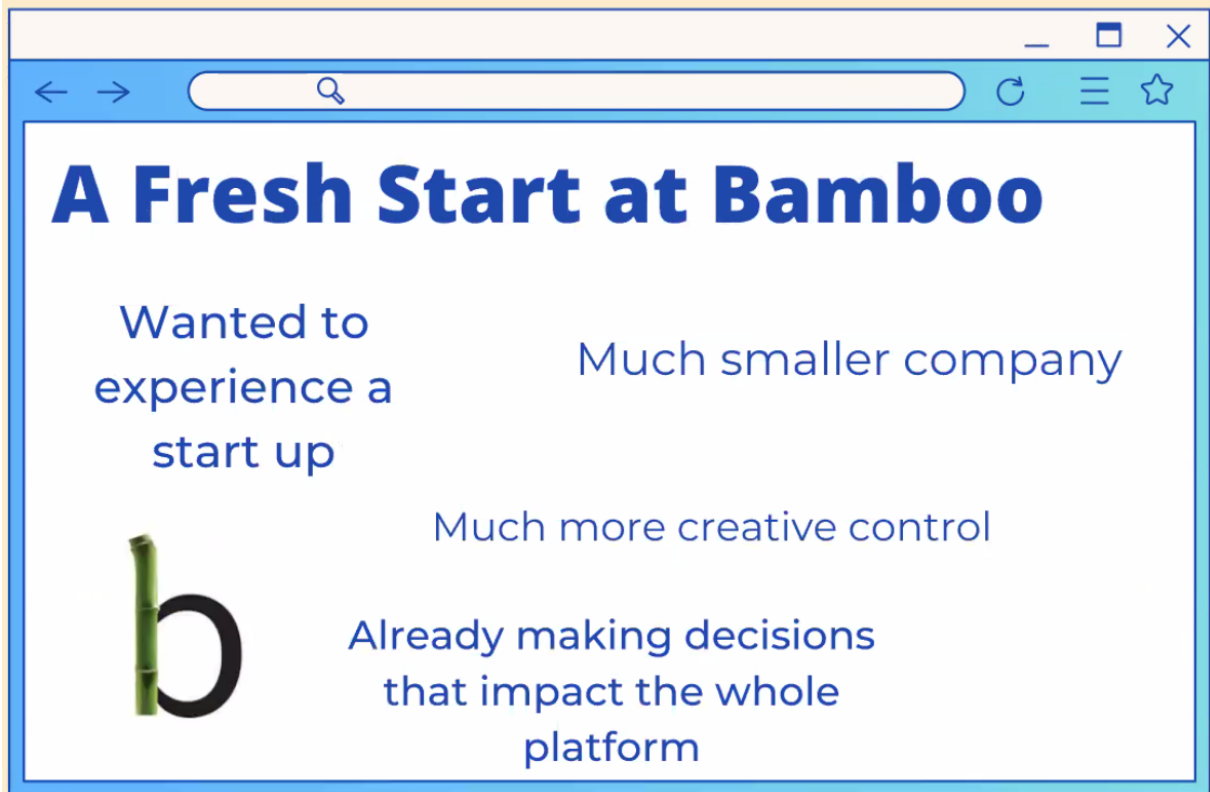 A Fresh Start at Bamboo
Wanted to
experience a
start up
Much smaller company
Much more creative control
b
Already making decisions
that impact the whole
platform